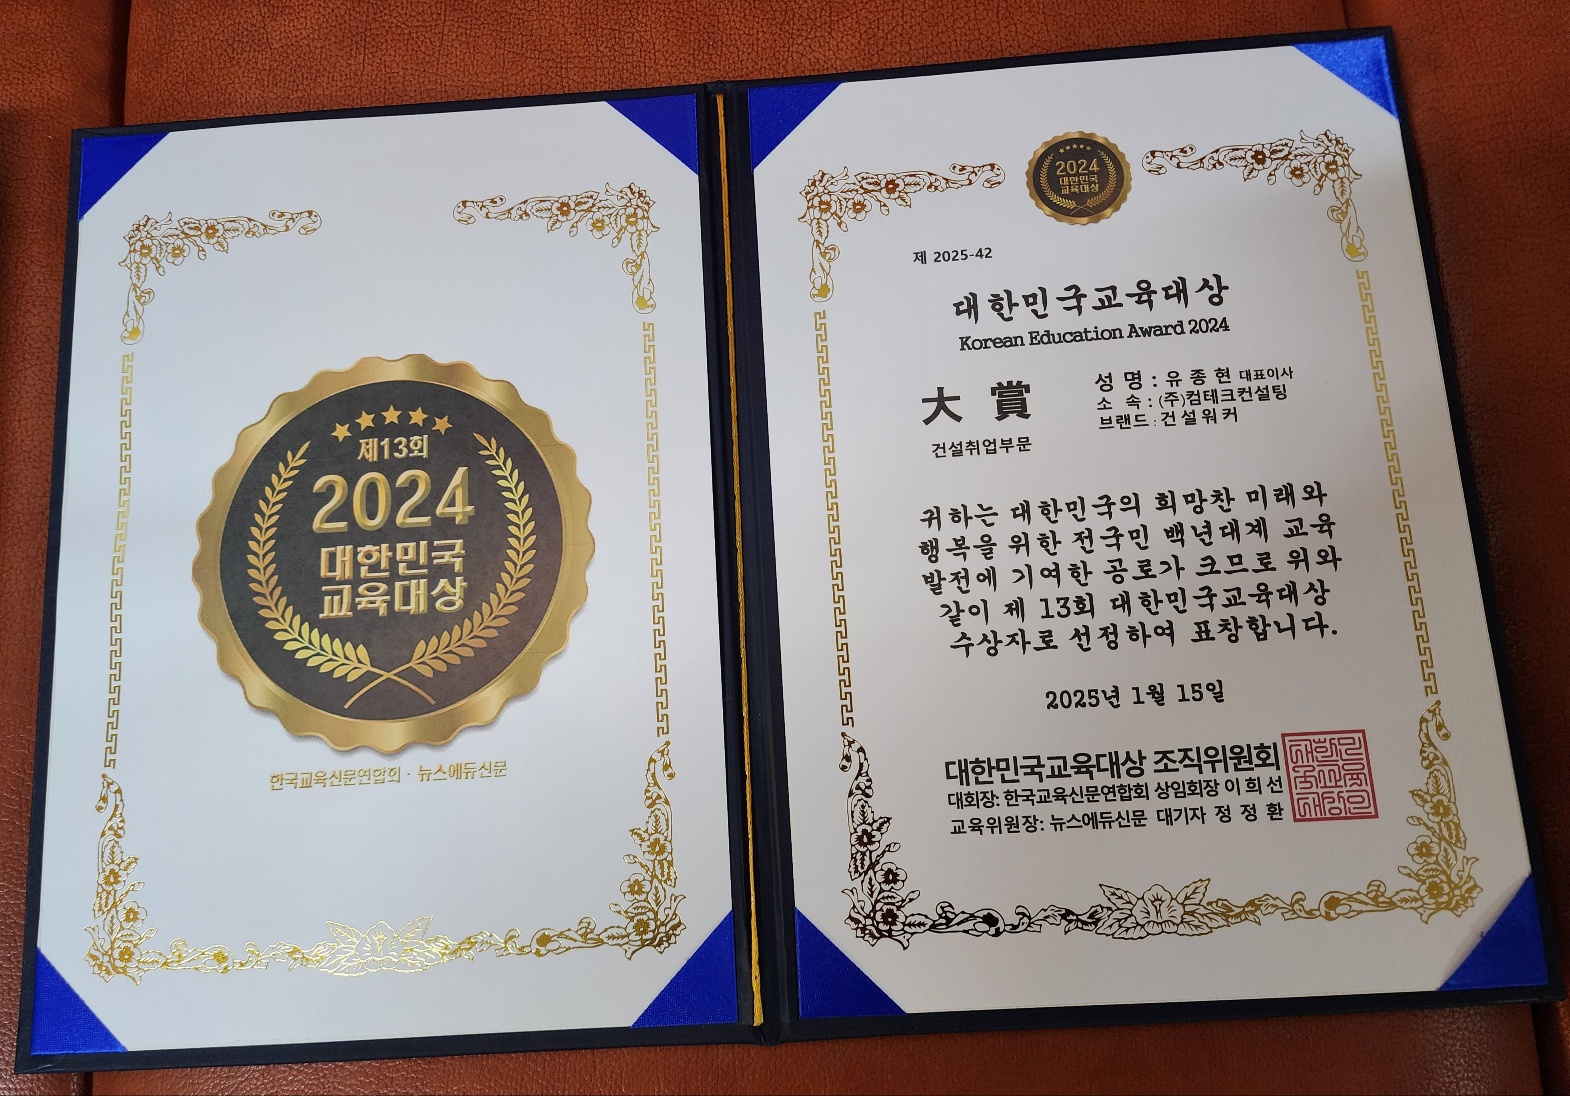 제13회
2024
대한민국
교육대상
한국교육신문연합회 · 뉴스에듀신문
2024
대한민국
교육대상
제 2025-42
대한민국교육대상
Korean Education Award 2024
大賞
건설취업부문
성 명 : 유 종 현 대표이사
소 속 : (주)컴테크컨설팅
브랜드 : 건설워커
귀하는 대한민국의 희망찬 미래와
행복을 위한 전국민 백년대계 교육
발전에 기여한 공로가 크므로 위와
같이 제 13회 대한민국교육대상
수상자로 선정하여 표창합니다.
2025년 1월 15일
대한민국교육대상 조직위원회
대회장: 한국교육신문연합회 상임회장 이 희 선
교육위원장: 뉴스에듀신문 대기자 정 정 환